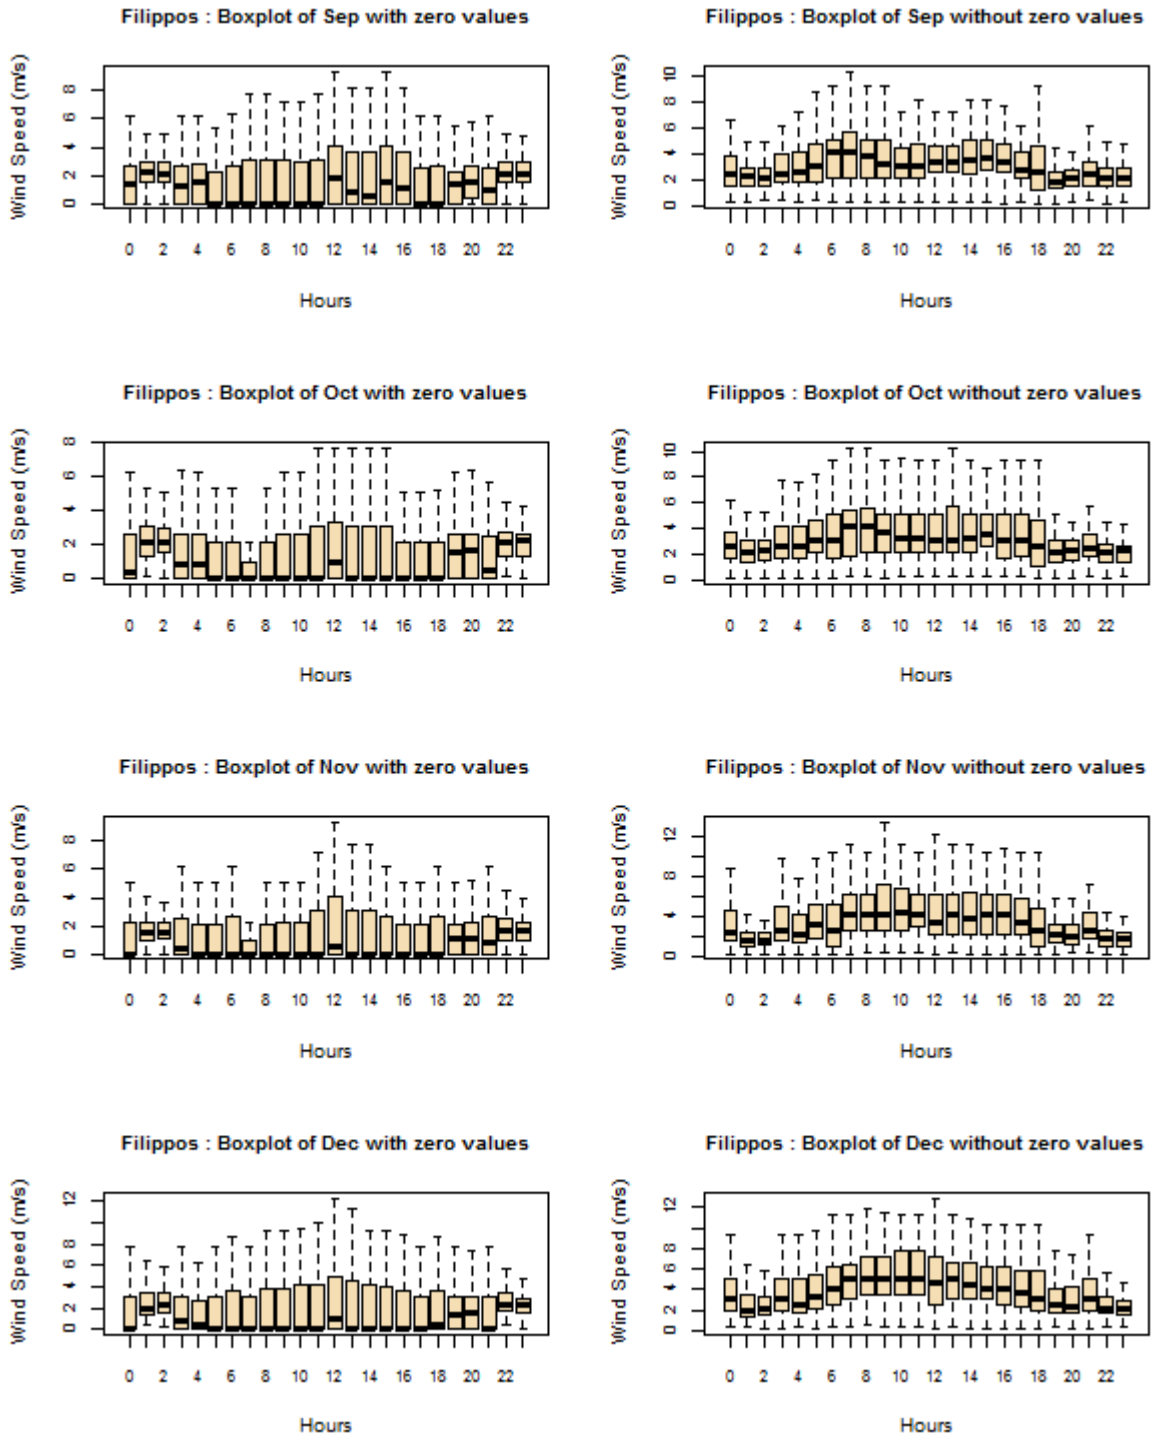 Filippos : Boxplot of Sep with zero values
Wind Speed (m/s)
8
6
4
2
0
0 2 4 6 8 10 12 14 16 18 20 22
Hours
Filippos : Boxplot of Sep without zero values
Wind Speed (m/s)
10
8
6
4
2
0
0 2 4 6 8 10 12 14 16 18 20 22
Hours
Filippos : Boxplot of Oct with zero values
Wind Speed (m/s)
8
6
4
2
0
0 2 4 6 8 10 12 14 16 18 20 22
Hours
Filippos : Boxplot of Oct without zero values
Wind Speed (m/s)
10
8
6
4
2
0
0 2 4 6 8 10 12 14 16 18 20 22
Hours
Filippos : Boxplot of Nov with zero values
Wind Speed (m/s)
8
6
4
2
0
0 2 4 6 8 10 12 14 16 18 20 22
Hours
Filippos : Boxplot of Nov without zero values
Wind Speed (m/s)
12
8
4
0
0 2 4 6 8 10 12 14 16 18 20 22
Hours
Filippos : Boxplot of Dec with zero values
Wind Speed (m/s)
12
8
6
4
2
0
0 2 4 6 8 10 12 14 16 18 20 22
Hours
Filippos : Boxplot of Dec without zero values
Wind Speed (m/s)
12
8
6
4
2
0
0 2 4 6 8 10 12 14 16 18 20 22
Hours